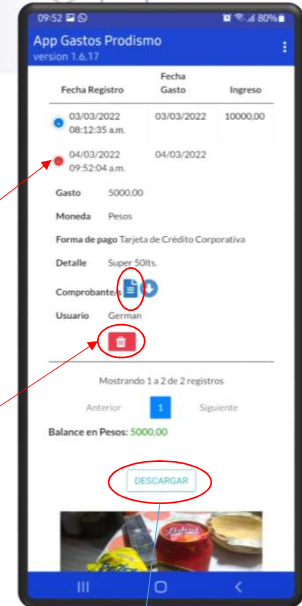 09:52 80%
App Gastos Prodismo
version 1.6.17
Fecha Registro Fecha Gasto Ingreso
03/03/2022 08:12:35 a.m. 03/03/2022 10000,00
04/03/2022 09:52:04 a.m. 04/03/2022
Gasto 5000,00
Moneda Pesos
Forma de pago Tarjeta de Crédito Corporativa
Detalle Super 50lts.
Comprobante/s
Usuario German
Mostrando 1 a 2 de 2 registros
Anterior 1 Siguiente
Balance en Pesos: 5000,00
DESCARGAR